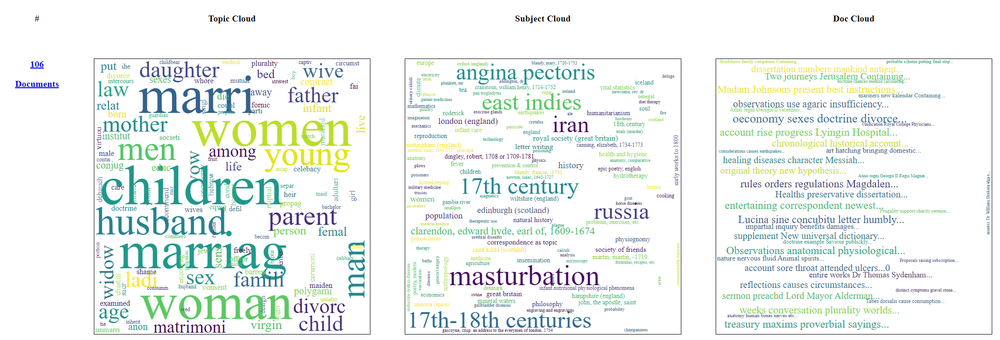 #
Topic Cloud
Subject Cloud
Doc Cloud
106
Documents
childbear
wedlock
plurality
captiv
circumst
put
ihe
daughter
bed
boy
wive
divorce
intercours
sexes
whore
mutual
interest
contract
fai
law
marri
die
away
father
relat
singl
coupl
fornic
perpetu
parti
infant
born
guardian
mother
women
mankind
live
virtuou
institut
societi
match
men
vow
among
young
male
contin
fruit
conjug
educ
life
incap
celebacy
children
care
oeconomy
hebrew
conduct
separ
heir
maid
adulteri
girl
debauch
nuptial
propag
doctrine
recommend
wives
defil
bachelor
husband
parent
render
person
femal
commerc
becom
portion
marriag
man
widow
jew
sens
freely
offspr
enjoin
baptis
enter
flesh
celibaci
encourag
pregnanc
barren
ceremoni
shame
ladi
sex
famili
chastiti
sacr
consumm
hujband
consent
maiden
polygami
examined
woman
design
origin
unnatur
divorc
wed
age
inherit
tie
anon
unmarri
matrimoni
virgin
child
europe
oxford (england)
blandy, mary, 1720-1752
angina pectoris
electricity
milk
deluge
urinary calculi
climate
plunkett, mr
addington, dr
iceland
cranstoun, william henry, 1714-1752
vital statistics
tea
pan troglodytes
sugar
ireland
newcome, rev. dr
tobacco
senegal
patent medicines
east indies
diet therapy
mathematics
poultry
soul
roderick
exocrine glands
earthquakes
ale
humanitarianism
fire
imagination
london (england)
crotalus
iran
hordeum
scotland
18th century
mechanics
parricide
infant care
england
trials (murder)
reproduction
technology
royal society (great britain)
nottingham (england)
letter writing
canning, elizabeth, 1734-1773
newton, isaac, 1642-1727. principia
poisoning
early works to 1800
anatomy
dingley, robert, 1708 or 1709-1781
physics
health and hygiene
anatomy, comparative
plows
fever
prevention & control
history
children
epic poetry, english
poisoners
blandy, francis, -1751
newton, isaac, 1642-1727
hydrotherapy
housekeeping
military medicine
17th century
hernia
trusses
magnetics
cooking
women
gambia river
wiltshire (england)
gout
horse diseases
incubators
smallpox
edinburgh (scotland)
russia
population
natural history
materia medica
therapeutic use
problems, exercises, etc
plague
clarendon, edward hyde, earl of, 1609-1674
guinea-bissau
urethral diseases
correspondence as topic
physiognomy
therapy
saint kilda (scotland)
calculi
society of friends
analysis
medicine
agriculture
baths
insemination
microscopy
martin, martin, -1719
formulas, recipes, etc
communicable diseases
endocrine system diseases
poetry, modern
vaccination
diseases
general surgery
anthropology
masturbation
wine
denmark
infant nutritional physiological phenomena
economics
swine
great britain
hampshire (england)
mineral waters
minorca (spain)
gallbladder diseases
philosophy
john, the apostle, saint
engraving and engravings
probability
17th-18th centuries
gascoyne, crisp. an address to the everymen of london. 1754
chimpanzees
Bradshaws family companion Containing...
probable scheme putting final stop...
dissertation numbers mankind antient...
Two journeys Jerusalem Containing...
doctrine chances method calculating...
Madam Johnsons present best instructions...
mariners new kalendar Containing...
observations use agaric insufficiency...
Anno regni Georgii II vicesimo...
oeconomy sexes doctrine divorce...
vindication Royal College Physicians...
account rise progress Lyingin Hospital...
chronological historical account...
considerations causes earthquakes...
art hatching bringing domestic...
healing diseases character Messiah...
original theory new hypothesis...
Anno regni Georgii II Regis Magnæ...
rules orders regulations Magdalen...
Healths preservative dissertation...
entertaining correspondent newest...
Frugality support charity sermon...
answer Dr William Brakenridges...
Lucina sine concubitu letter humbly...
impartial inquiry benefits damages...
supplement New universal dictionary...
doctrine example Saviour publickly...
Observations anatomical physiological...
nature nervous fluid Animal spirits...
Proposals raising subscription...
account sore throat attended ulcers...0
entire works Dr Thomas Sydenham...
reflections causes circumstances...
distinct symptoms gravel stone...
sermon preachd Lord Mayor Alderman...
Tabes dorsalis cause consumption...
weeks conversation plurality worlds...
anatomy human bones nerves etc...
treasury maxims proverbial sayings...